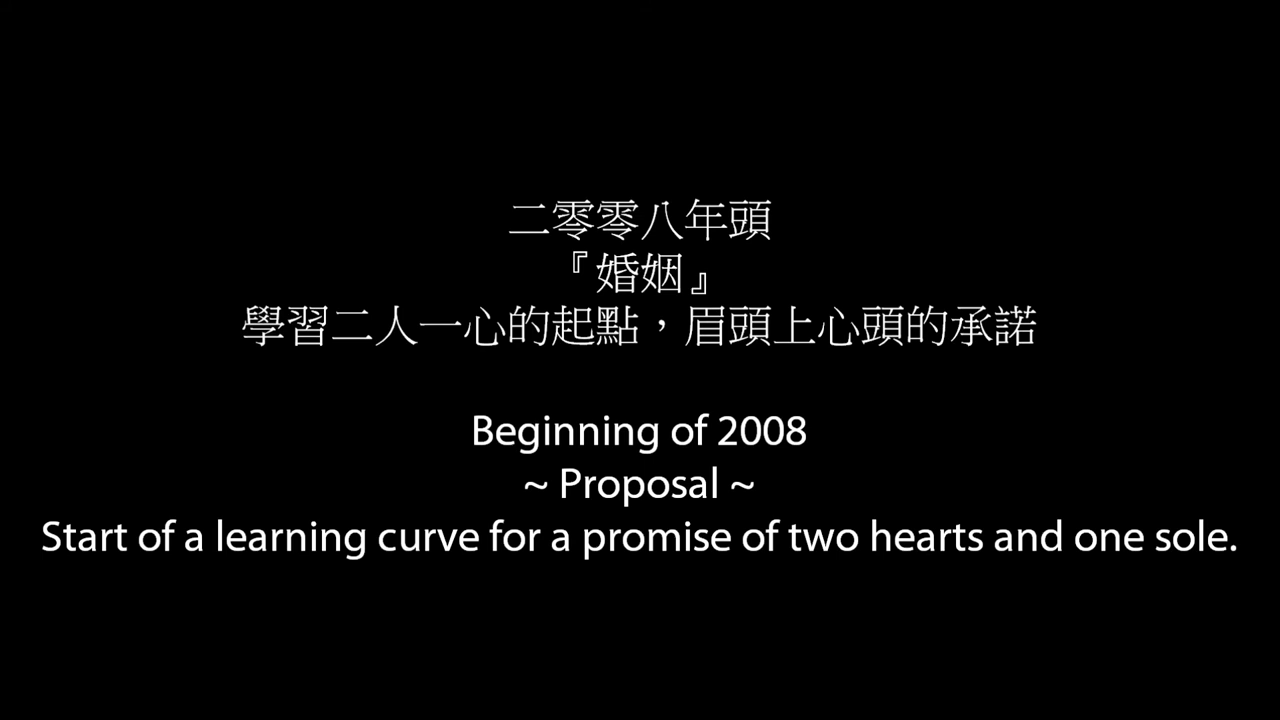 二零零八年頭
『婚姻』
學習二人一心的起點，眉頭上心頭的承諾
Beginning of 2008
~ Proposal ~
Start of a learning curve for a promise of two hearts and one sole.